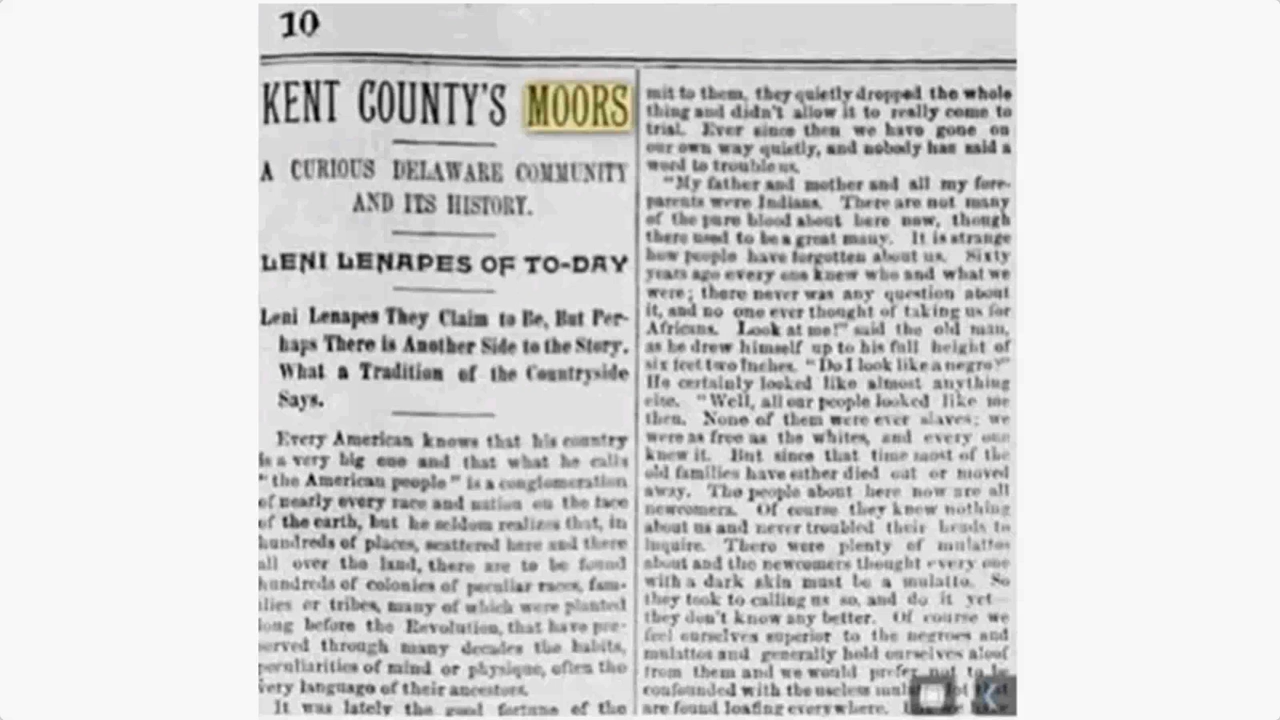 10
KENT COUNTY'S MOORS
A CURIOUS DELAWARE COMMUNITY
AND ITS HISTORY.
LENI LENAPES OF TO-DAY
Leni Lenapes They Claim to Be, But Per-
haps There is Another Side to the Story.
What a Tradition of the Countryside
Says.
Every American knows that his country
is a very big one and that what he calls
"the American people" is a conglomeration
of nearly every race and nation on the face
of the earth, but he seldom realizes that, in
hundreds of places, scattered here and there
all over the land, there are to be found
hundreds of colonies of peculiar races, fam-
ilies or tribes, many of which were planted
long before the Revolution, that have pre-
served through many decades the habits,
peculiarities of mind or physique, often the
very language of their ancestors.
It was lately the good fortune of the
mit to them, they quietly dropped the whole
thing and didn't allow it to really come to
trial. Ever since then we have gone on
our own way quietly, and nobody has said a
word to trouble us.
"My father and mother and all my fore-
parents were Indians. There are not many
of the pure blood about here now, though
there used to be a great many. It is strange
how people have forgotten about us. Sixty
years ago every one knew who and what we
were; there never was any question about
it, and no one ever thought of taking us for
Africans. Look at me!" said the old man,
as he drew himself up to his full height of
six feet two inches. "Do I look like a negro?"
He certainly looked like almost anything
else. "Well, all our people looked like me
then. None of them were ever slaves; we
were as free as the whites, and every one
knew it. But since that time most of the
old families have either died out or moved
away. The people about here now are all
newcomers. Of course they knew nothing
about us and never troubled their heads to
inquire. There were plenty of mulattos
about and the newcomers thought every one
with a dark skin must be a mulatto. So
they took to calling us so, and do it yet—
they don't know any better. Of course we
feel ourselves superior to the negroes and
mulattos and generally hold ourselves aloof
from them and we would prefer not to be
confounded with the useless
are found loafing everywhere.